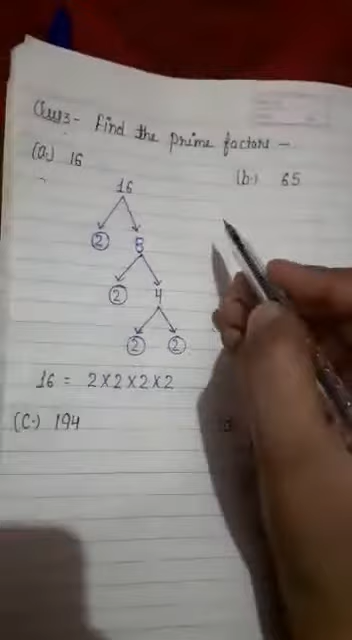 Ques3- Find the prime factors -
(a.) 16
(b.) 65
16
2 8
2 4
2 2
16 = 2×2×2×2
(C.) 194